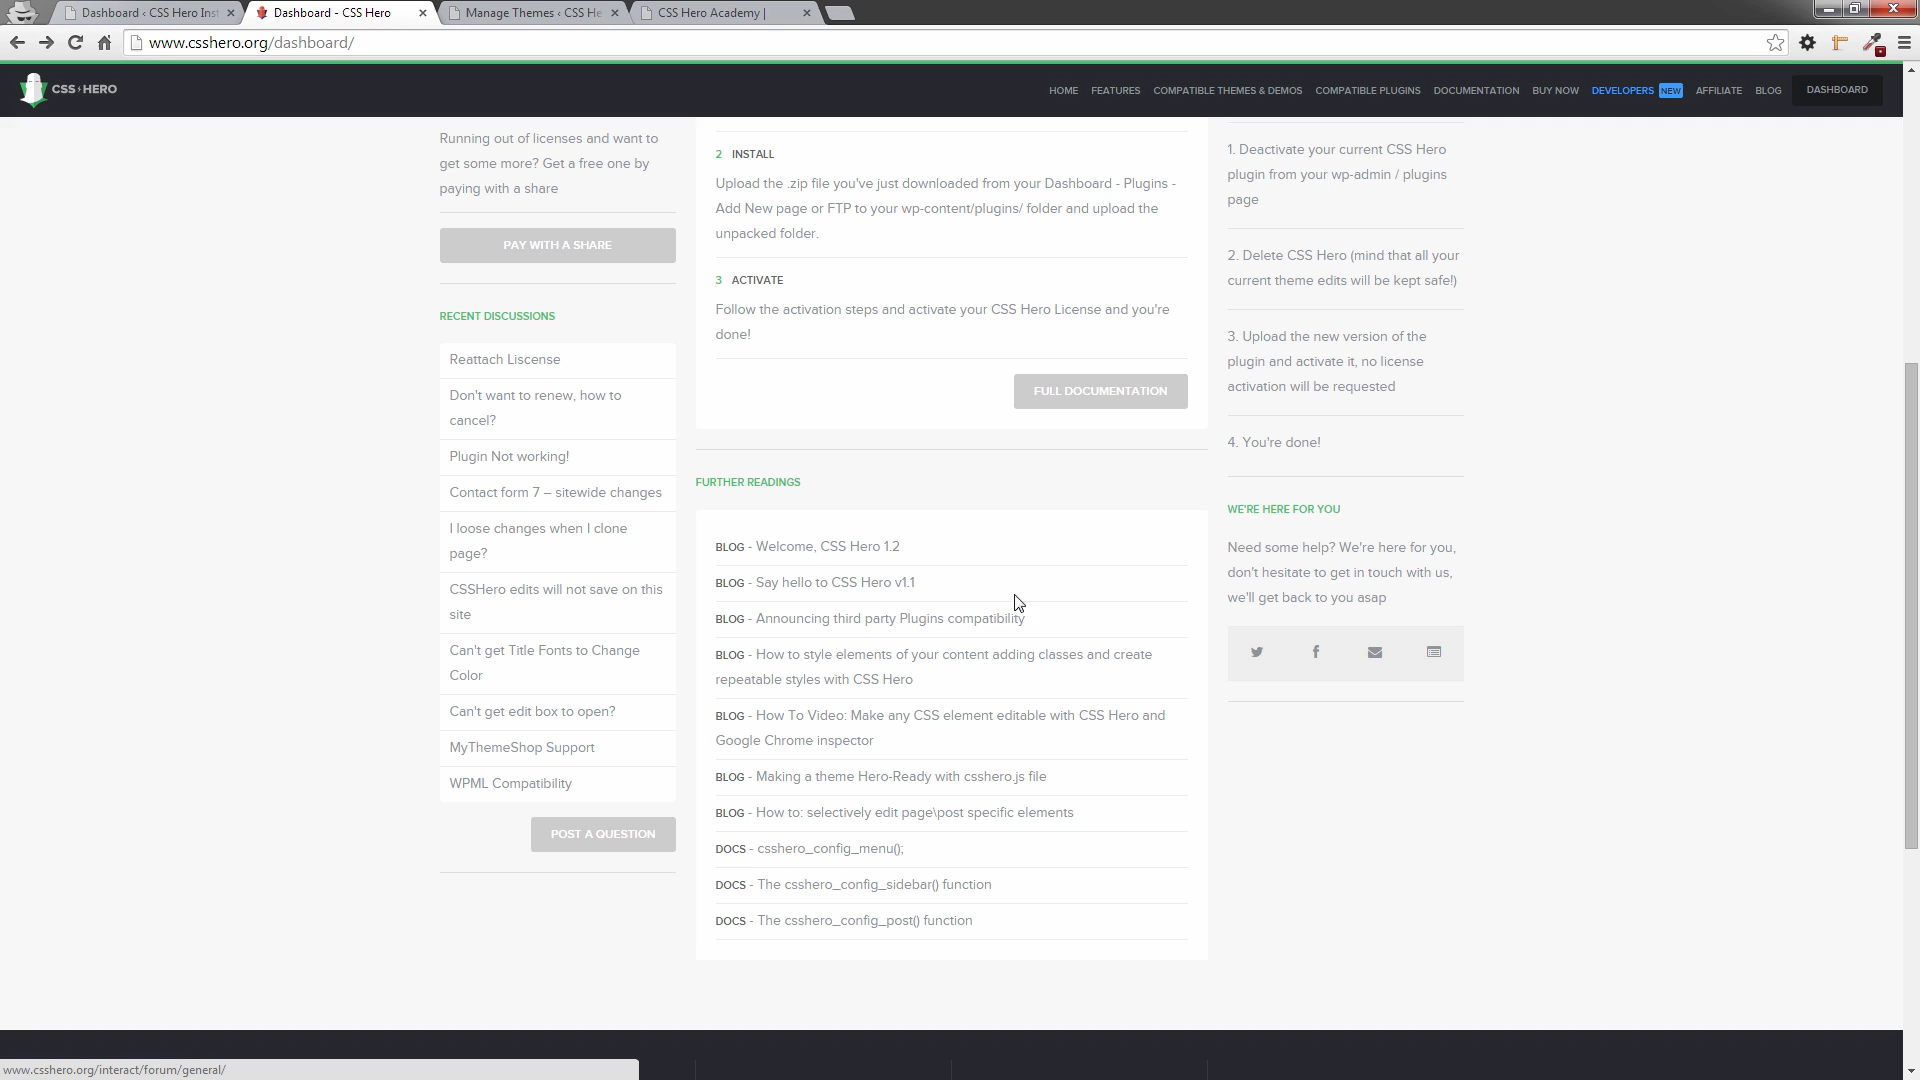 Dashboard ‹ CSS Hero Inst
Dashboard - CSS Hero
Manage Themes ‹ CSS He
CSS Hero Academy |
www.csshero.org/dashboard/
CSS HERO
HOME
FEATURES
COMPATIBLE THEMES & DEMOS
COMPATIBLE PLUGINS
DOCUMENTATION
BUY NOW
DEVELOPERS NEW
AFFILIATE
BLOG
DASHBOARD
Running out of licenses and want to
get some more? Get a free one by
paying with a share
PAY WITH A SHARE
RECENT DISCUSSIONS
Reattach Liscense
Don't want to renew, how to
cancel?
Plugin Not working!
Contact form 7 – sitewide changes
I loose changes when I clone
page?
CSSHero edits will not save on this
site
Can't get Title Fonts to Change
Color
Can't get edit box to open?
MyThemeShop Support
WPML Compatibility
POST A QUESTION
2 INSTALL
Upload the .zip file you've just downloaded from your Dashboard - Plugins -
Add New page or FTP to your wp-content/plugins/ folder and upload the
unpacked folder.
3 ACTIVATE
Follow the activation steps and activate your CSS Hero License and you're
done!
FULL DOCUMENTATION
FURTHER READINGS
BLOG - Welcome, CSS Hero 1.2
BLOG - Say hello to CSS Hero v1.1
BLOG - Announcing third party Plugins compatibility
BLOG - How to style elements of your content adding classes and create
repeatable styles with CSS Hero
BLOG - How To Video: Make any CSS element editable with CSS Hero and
Google Chrome inspector
BLOG - Making a theme Hero-Ready with csshero.js file
BLOG - How to: selectively edit page\post specific elements
DOCS - csshero_config_menu();
DOCS - The csshero_config_sidebar() function
DOCS - The csshero_config_post() function
1. Deactivate your current CSS Hero
plugin from your wp-admin / plugins
page
2. Delete CSS Hero (mind that all your
current theme edits will be kept safe!)
3. Upload the new version of the
plugin and activate it, no license
activation will be requested
4. You're done!
WE'RE HERE FOR YOU
Need some help? We're here for you,
don't hesitate to get in touch with us,
we'll get back to you asap
www.csshero.org/interact/forum/general/